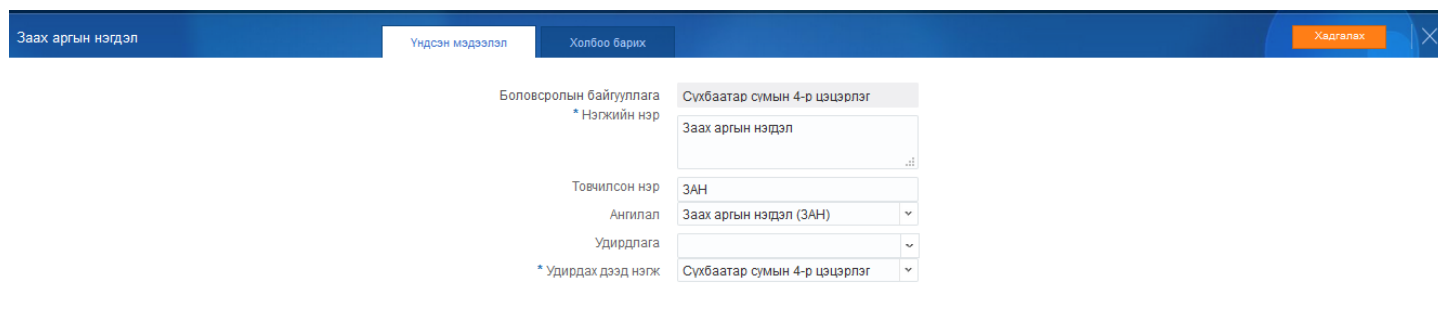 Заах аргын нэгдэл
Үндсэн мэдээлэл
Холбоо барих
Хадгалах
Боловсролын байгууллага Сүхбаатар сумын 4-р цэцэрлэг
* Нэгжийн нэр Заах аргын нэгдэл
Товчилсон нэр ЗАН
Ангилал Заах аргын нэгдэл (ЗАН)
Удирдлага
* Удирдах дээд нэгж Сүхбаатар сумын 4-р цэцэрлэг